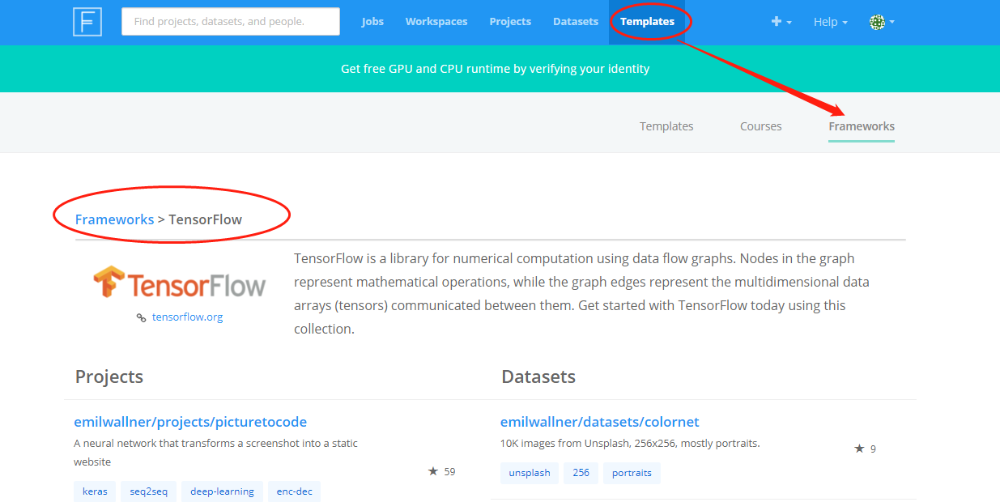 F
Find projects, datasets, and people.
Jobs
Workspaces
Projects
Datasets
Templates
+
Help
Get free GPU and CPU runtime by verifying your identity
Templates
Courses
Frameworks
Frameworks > TensorFlow
TensorFlow
tensorflow.org
TensorFlow is a library for numerical computation using data flow graphs. Nodes in the graph
represent mathematical operations, while the graph edges represent the multidimensional data
arrays (tensors) communicated between them. Get started with TensorFlow today using this
collection.
Projects
emilwallner/projects/picturetocode
A neural network that transforms a screenshot into a static
website
★ 59
keras
seq2seq
deep-learning
enc-dec
Datasets
emilwallner/datasets/colornet
10K images from Unsplash, 256x256, mostly portraits.
★ 9
unsplash
256
portraits